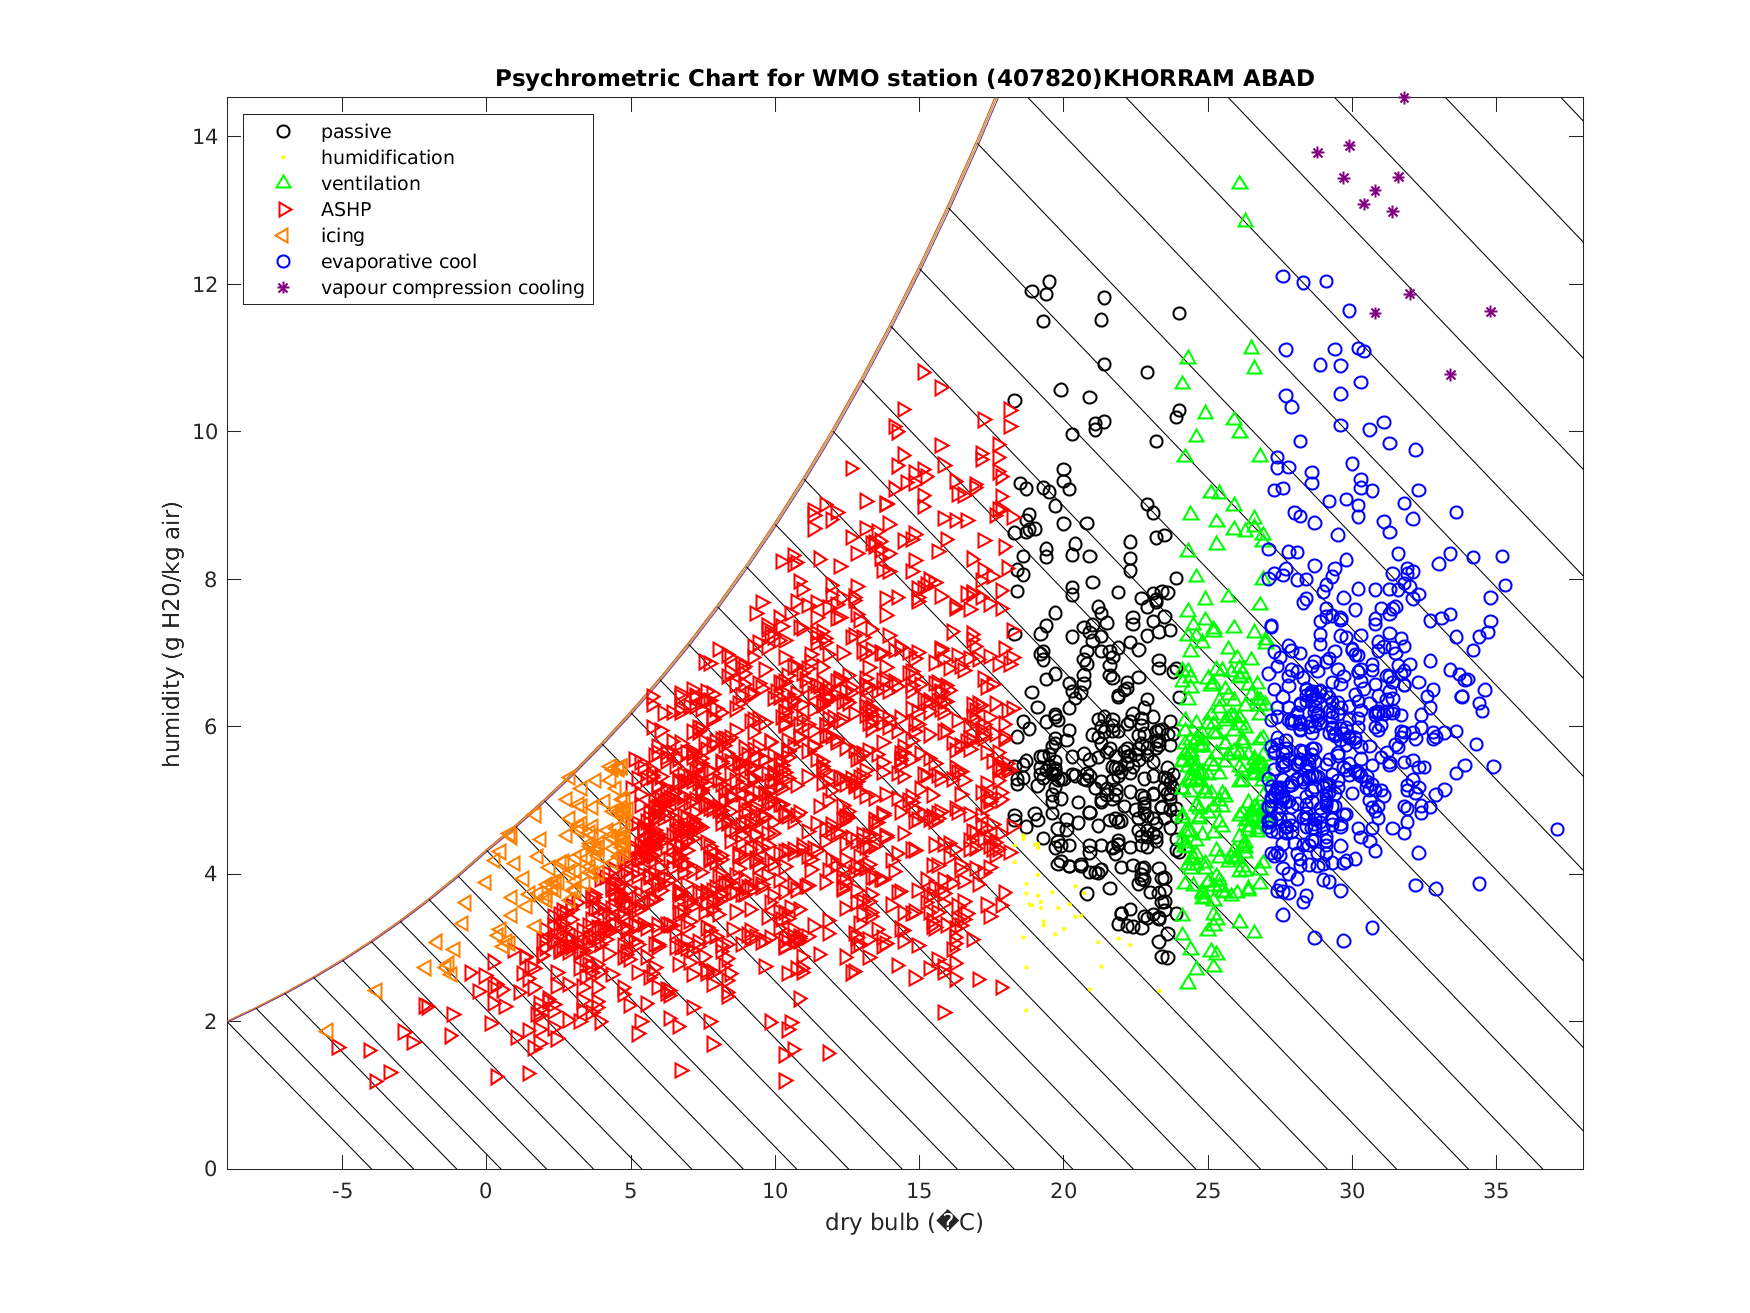 Psychrometric Chart for WMO station (407820)KHORRAM ABAD
passive
humidification
ventilation
ASHP
icing
evaporative cool
vapour compression cooling
humidity (g H20/kg air)
14
12
10
8
6
4
2
0
-5 0 5 10 15 20 25 30 35
dry bulb (�C)